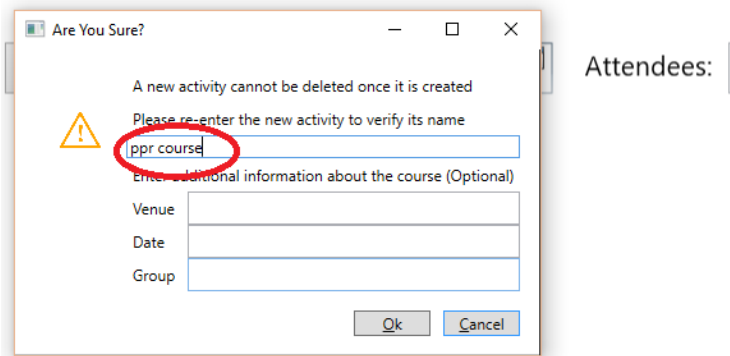 Are You Sure?
Attendees:
A new activity cannot be deleted once it is created
Please re-enter the new activity to verify its name
ppr course
Enter additional information about the course (Optional)
Venue
Date
Group
Ok Cancel